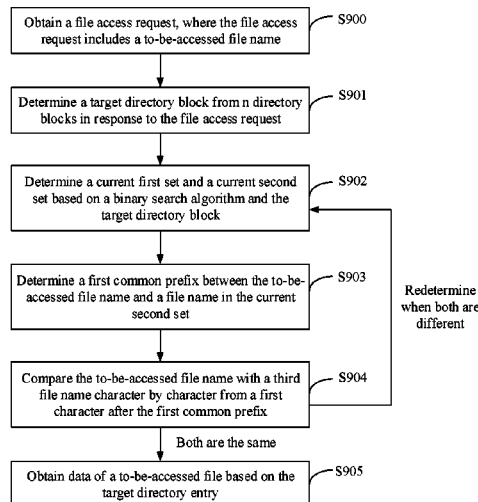 Obtain a file access request, where the file access
request includes a to-be-accessed file name
S900
Determine a target directory block from n directory
blocks in response to the file access request
S901
Determine a current first set and a current second
set based on a binary search algorithm and the
target directory block
S902
Determine a first common prefix between the to-be-
accessed file name and a file name in the current
second set
S903
Redetermine
when both are
different
Compare the to-be-accessed file name with a third
file name character by character from a first
character after the first common prefix
S904
Both are the same
Obtain data of a to-be-accessed file based on the
target directory entry
S905